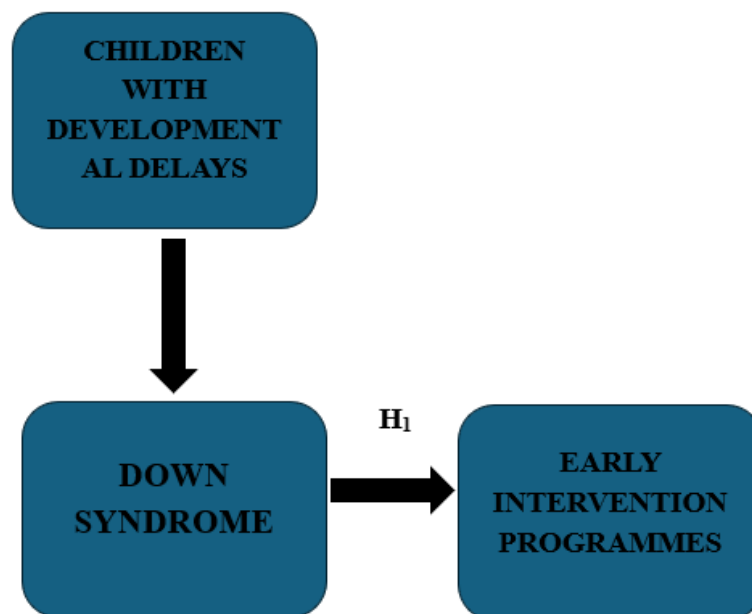 CHILDREN
WITH
DEVELOPMENT
AL DELAYS
H₁
DOWN
SYNDROME
EARLY
INTERVENTION
PROGRAMMES